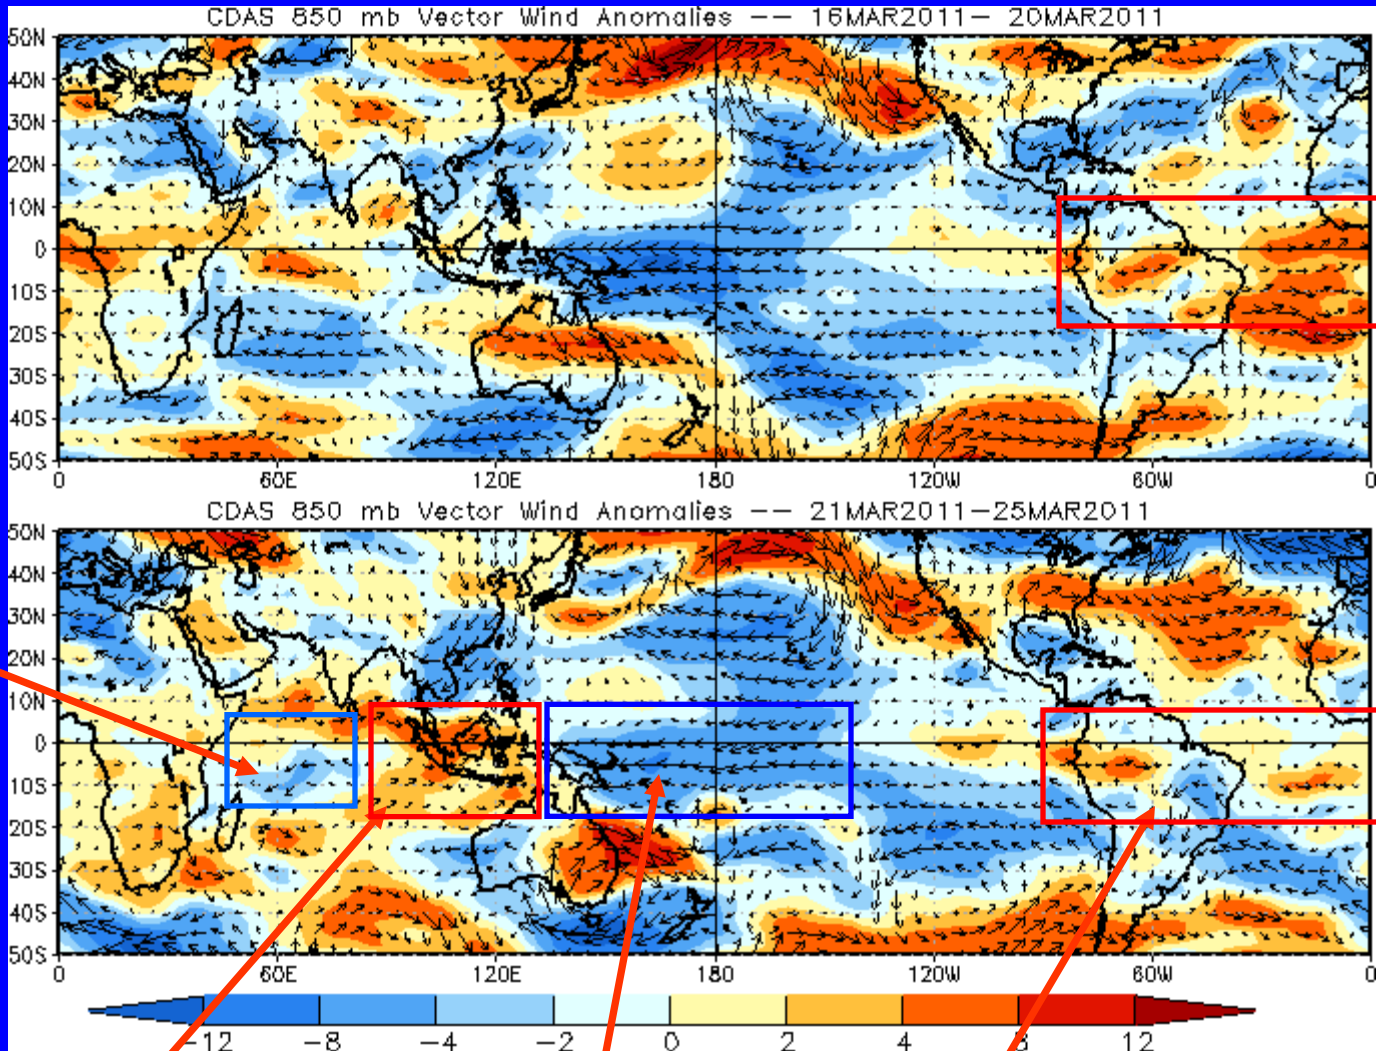 CDAS 850 mb Vector Wind Anomalies -- 16MAR2011- 20MAR2011
50N
40N
30N
20N
10N
0
10S
20S
30S
40S
50S
0 60E 120E 180 120W 60W 0
CDAS 850 mb Vector Wind Anomalies -- 21MAR2011-25MAR2011
50N
40N
30N
20N
10N
0
10S
20S
30S
40S
50S
0 60E 120E 180 120W 60W 0
-12 -8 -4 -2 0 2 4 8 12